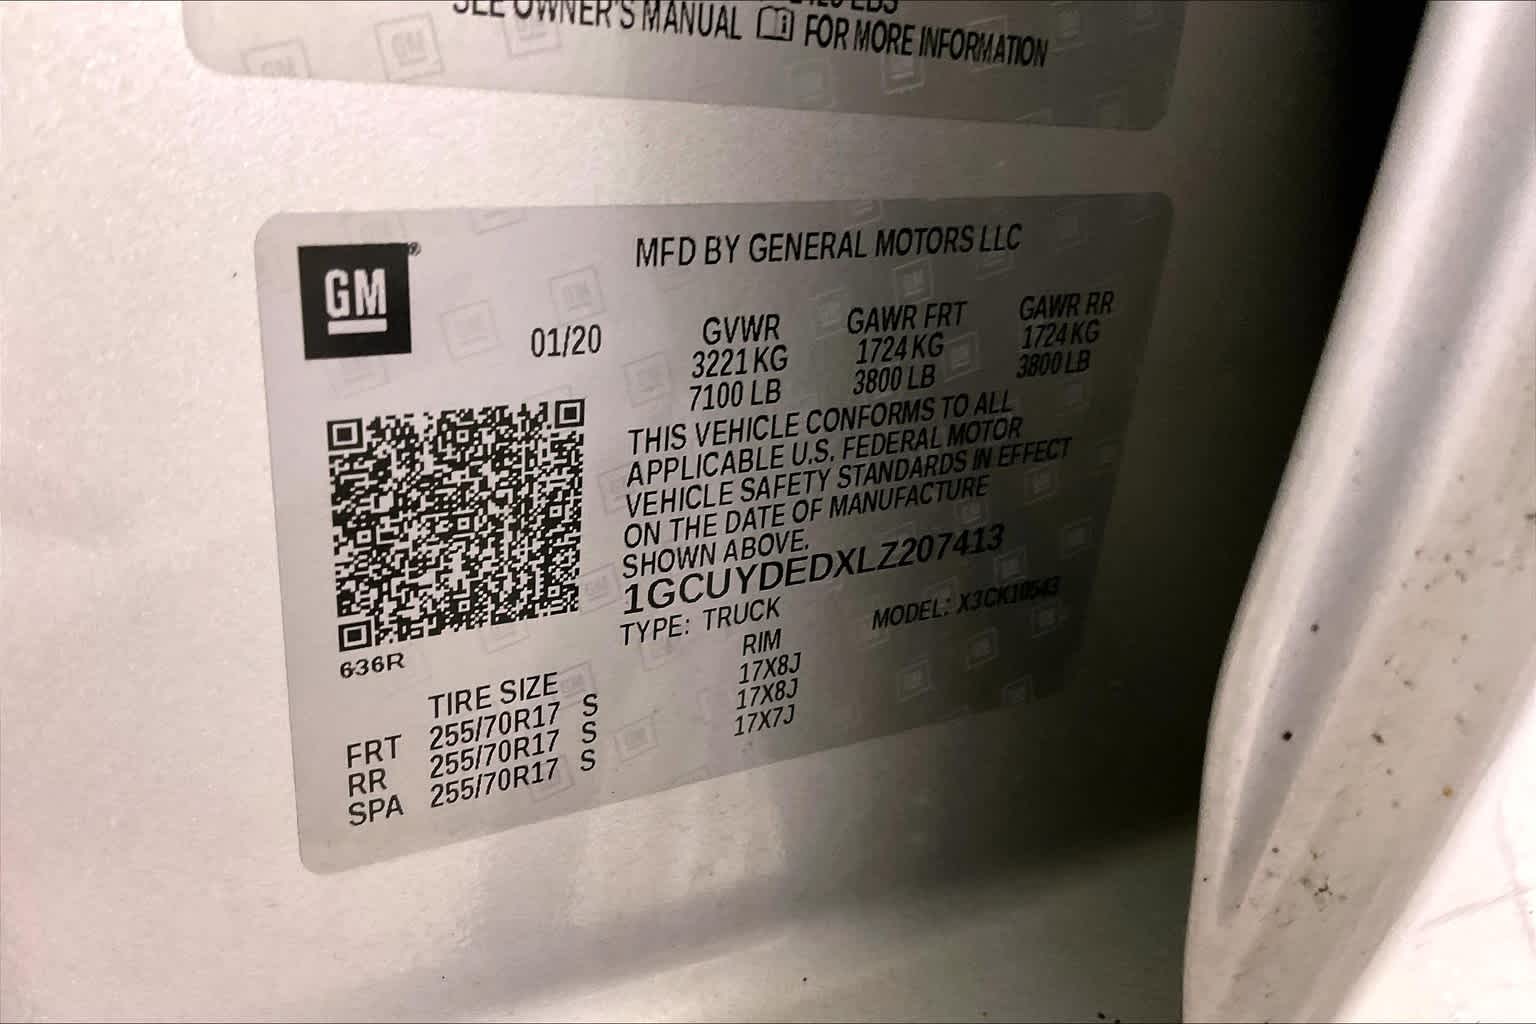 SEE OWNER'S MANUAL FOR MORE INFORMATION
GM
MFD BY GENERAL MOTORS LLC
01/20
GVWR GAWR FRT GAWR RR
3221 KG 1724 KG 1724 KG
7100 LB 3800 LB 3800 LB
THIS VEHICLE CONFORMS TO ALL
APPLICABLE U.S. FEDERAL MOTOR
VEHICLE SAFETY STANDARDS IN EFFECT
ON THE DATE OF MANUFACTURE
SHOWN ABOVE.
1GCUYDEDXLZ207413
TYPE: TRUCK MODEL: X3CK10543
636R
TIRE SIZE RIM
FRT 255/70R17 S 17X8J
RR 255/70R17 S 17X8J
SPA 255/70R17 S 17X7J